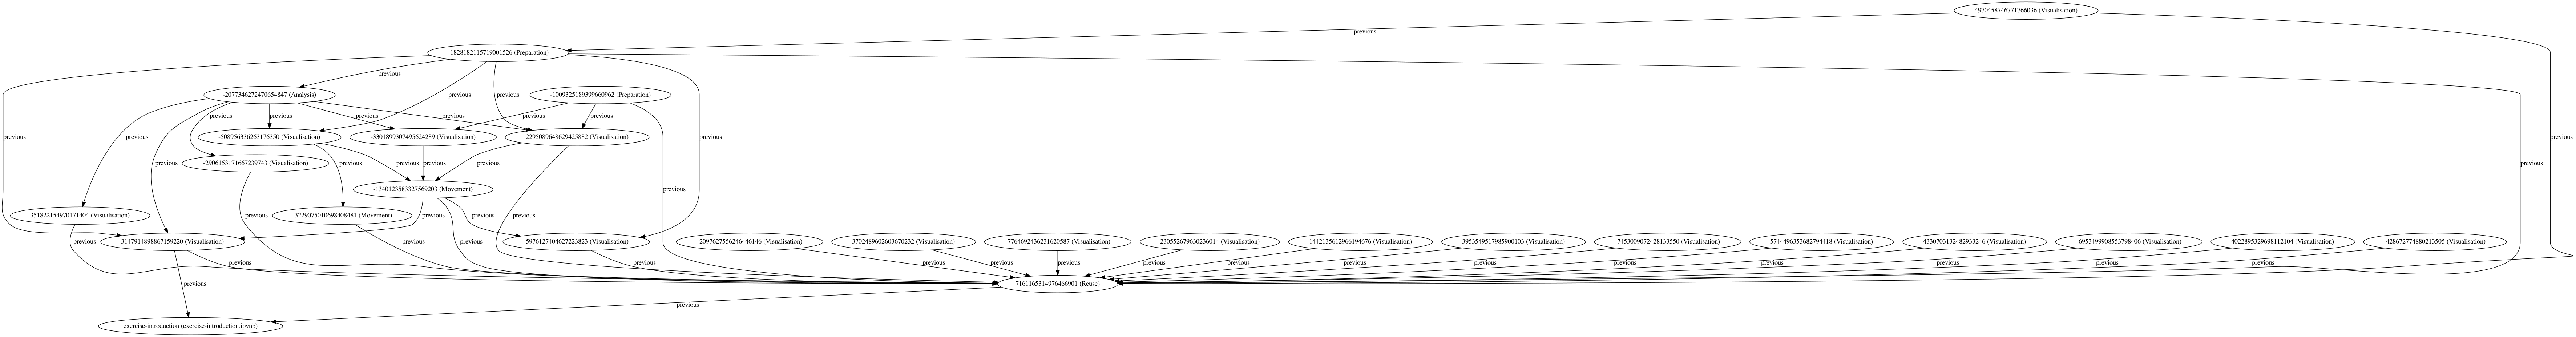 4970458746771766036 (Visualisation)
previous
-1828182115719001526 (Preparation)
previous
-2077346272470654847 (Analysis)
-1009325189399660962 (Preparation)
previous
previous
previous
previous
previous
previous
previous
previous
-508956336263176350 (Visualisation)
-3301899307495624289 (Visualisation)
2295089648629425882 (Visualisation)
previous
previous
previous
previous
previous
-2906153171667239743 (Visualisation)
previous
previous
previous
previous
previous
-1340123583327569203 (Movement)
previous
previous
351822154970171404 (Visualisation)
-3229075010698408481 (Movement)
previous
previous
previous
3147914898867159220 (Visualisation)
previous
previous
previous
-5976127404627223823 (Visualisation)
-2097627556246446146 (Visualisation)
3702489602603670232 (Visualisation)
-7764692436231620587 (Visualisation)
230552679630236014 (Visualisation)
1442135612966194676 (Visualisation)
3953549517985900103 (Visualisation)
-7453009072428133550 (Visualisation)
5744496353682794418 (Visualisation)
4330703132482933246 (Visualisation)
-6953499908553798406 (Visualisation)
4022895329698112104 (Visualisation)
-428672774880213505 (Visualisation)
previous
previous
previous
previous
previous
previous
previous
previous
previous
previous
previous
previous
previous
previous
7161165314976466901 (Reuse)
previous
previous
exercise-introduction (exercise-introduction.ipynb)